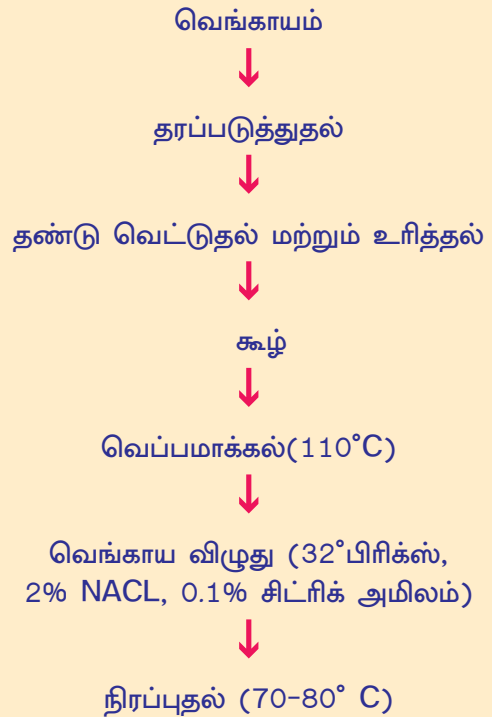 வெங்காயம்
தரப்படுத்துதல்
தண்டு வெட்டுதல் மற்றும் உரித்தல்
கூழ்
வெப்பமாக்கல்(110°C)
வெங்காய விழுது (32°பிரிக்ஸ்,
2% NACL, 0.1% சிட்ரிக் அமிலம்)
நிரப்புதல் (70-80° C)